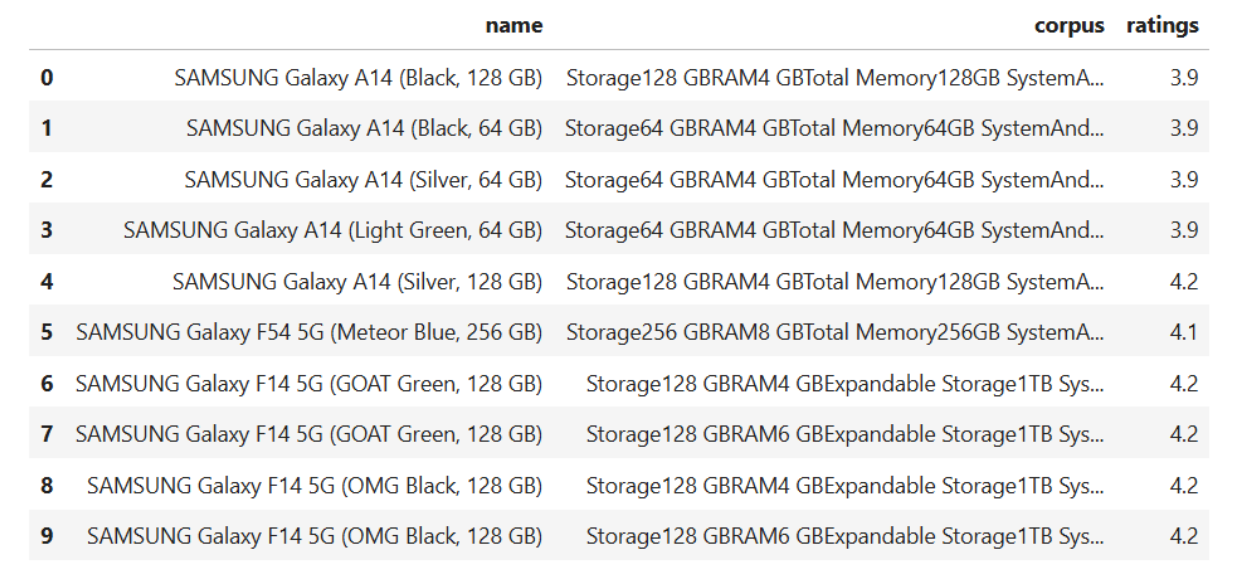 name corpus ratings
0 SAMSUNG Galaxy A14 (Black, 128 GB) Storage128 GBRAM4 GBTotal Memory128GB SystemA... 3.9
1 SAMSUNG Galaxy A14 (Black, 64 GB) Storage64 GBRAM4 GBTotal Memory64GB SystemAnd... 3.9
2 SAMSUNG Galaxy A14 (Silver, 64 GB) Storage64 GBRAM4 GBTotal Memory64GB SystemAnd... 3.9
3 SAMSUNG Galaxy A14 (Light Green, 64 GB) Storage64 GBRAM4 GBTotal Memory64GB SystemAnd... 3.9
4 SAMSUNG Galaxy A14 (Silver, 128 GB) Storage128 GBRAM4 GBTotal Memory128GB SystemA... 4.2
5 SAMSUNG Galaxy F54 5G (Meteor Blue, 256 GB) Storage256 GBRAM8 GBTotal Memory256GB SystemA... 4.1
6 SAMSUNG Galaxy F14 5G (GOAT Green, 128 GB) Storage128 GBRAM4 GBExpandable Storage1TB Sys... 4.2
7 SAMSUNG Galaxy F14 5G (GOAT Green, 128 GB) Storage128 GBRAM6 GBExpandable Storage1TB Sys... 4.2
8 SAMSUNG Galaxy F14 5G (OMG Black, 128 GB) Storage128 GBRAM4 GBExpandable Storage1TB Sys... 4.2
9 SAMSUNG Galaxy F14 5G (OMG Black, 128 GB) Storage128 GBRAM6 GBExpandable Storage1TB Sys... 4.2